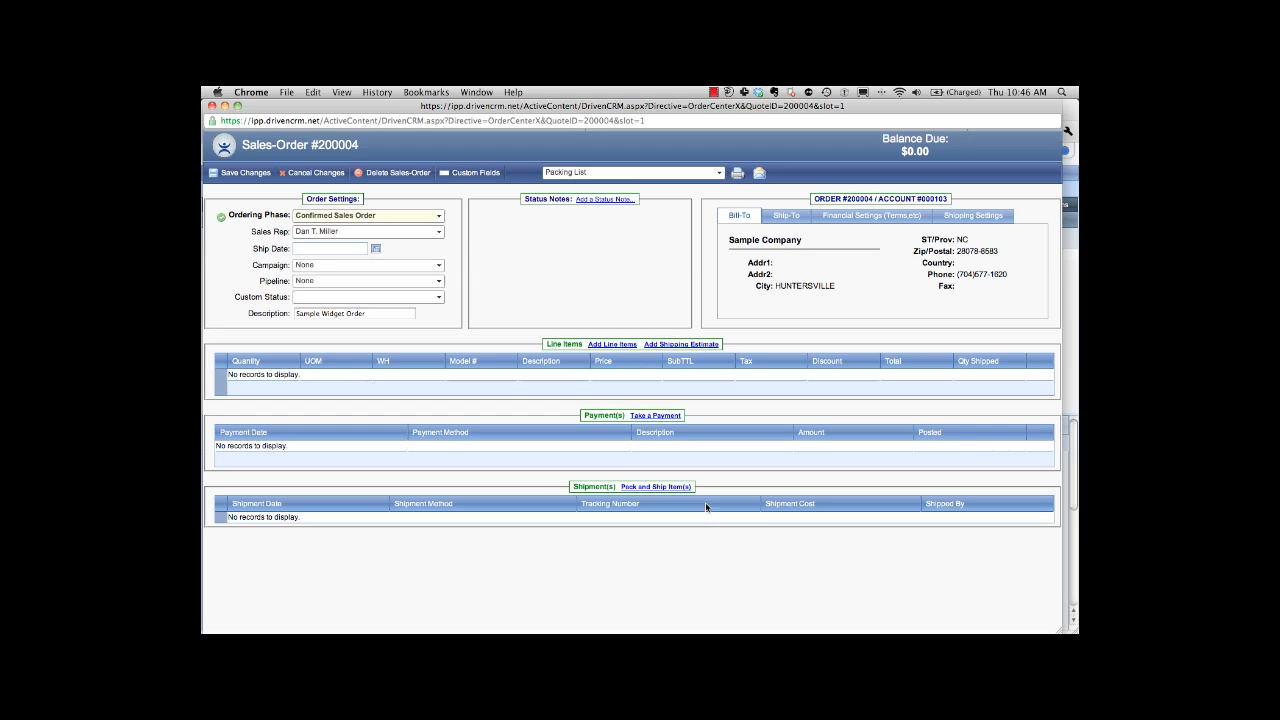 Chrome File Edit View History Bookmarks Window Help (Charged) Thu 10:46 AM
https://ipp.drivencrm.net/ActiveContent/DrivenCRM.aspx?Directive=OrderCenterX&QuoteID=200004&slot=1
https://ipp.drivencrm.net/ActiveContent/DrivenCRM.aspx?Directive=OrderCenterX&QuoteID=200004&slot=1
Sales-Order #200004
Balance Due:
$0.00
Save Changes Cancel Changes Delete Sales-Order Custom Fields Packing List
Order Settings:
Ordering Phase: Confirmed Sales Order
Sales Rep: Dan T. Miller
Ship Date:
Campaign: None
Pipeline: None
Custom Status:
Description: Sample Widget Order
Status Notes: Add a Status Note...
ORDER #200004 / ACCOUNT #000103
Bill-To Ship-To Financial Settings (Terms,etc) Shipping Settings
Sample Company
Addr1:
Addr2:
City: HUNTERSVILLE
ST/Prov: NC
Zip/Postal: 28078-8583
Country:
Phone: (704)577-1620
Fax:
Line Items Add Line Items Add Shipping Estimate
Quantity UOM WH Model # Description Price SubTTL Tax Discount Total Qty Shipped
No records to display.
Payment(s) Take a Payment
Payment Date Payment Method Description Amount Posted
No records to display.
Shipment(s) Pack and Ship Item(s)
Shipment Date Shipment Method Tracking Number Shipment Cost Shipped By
No records to display.